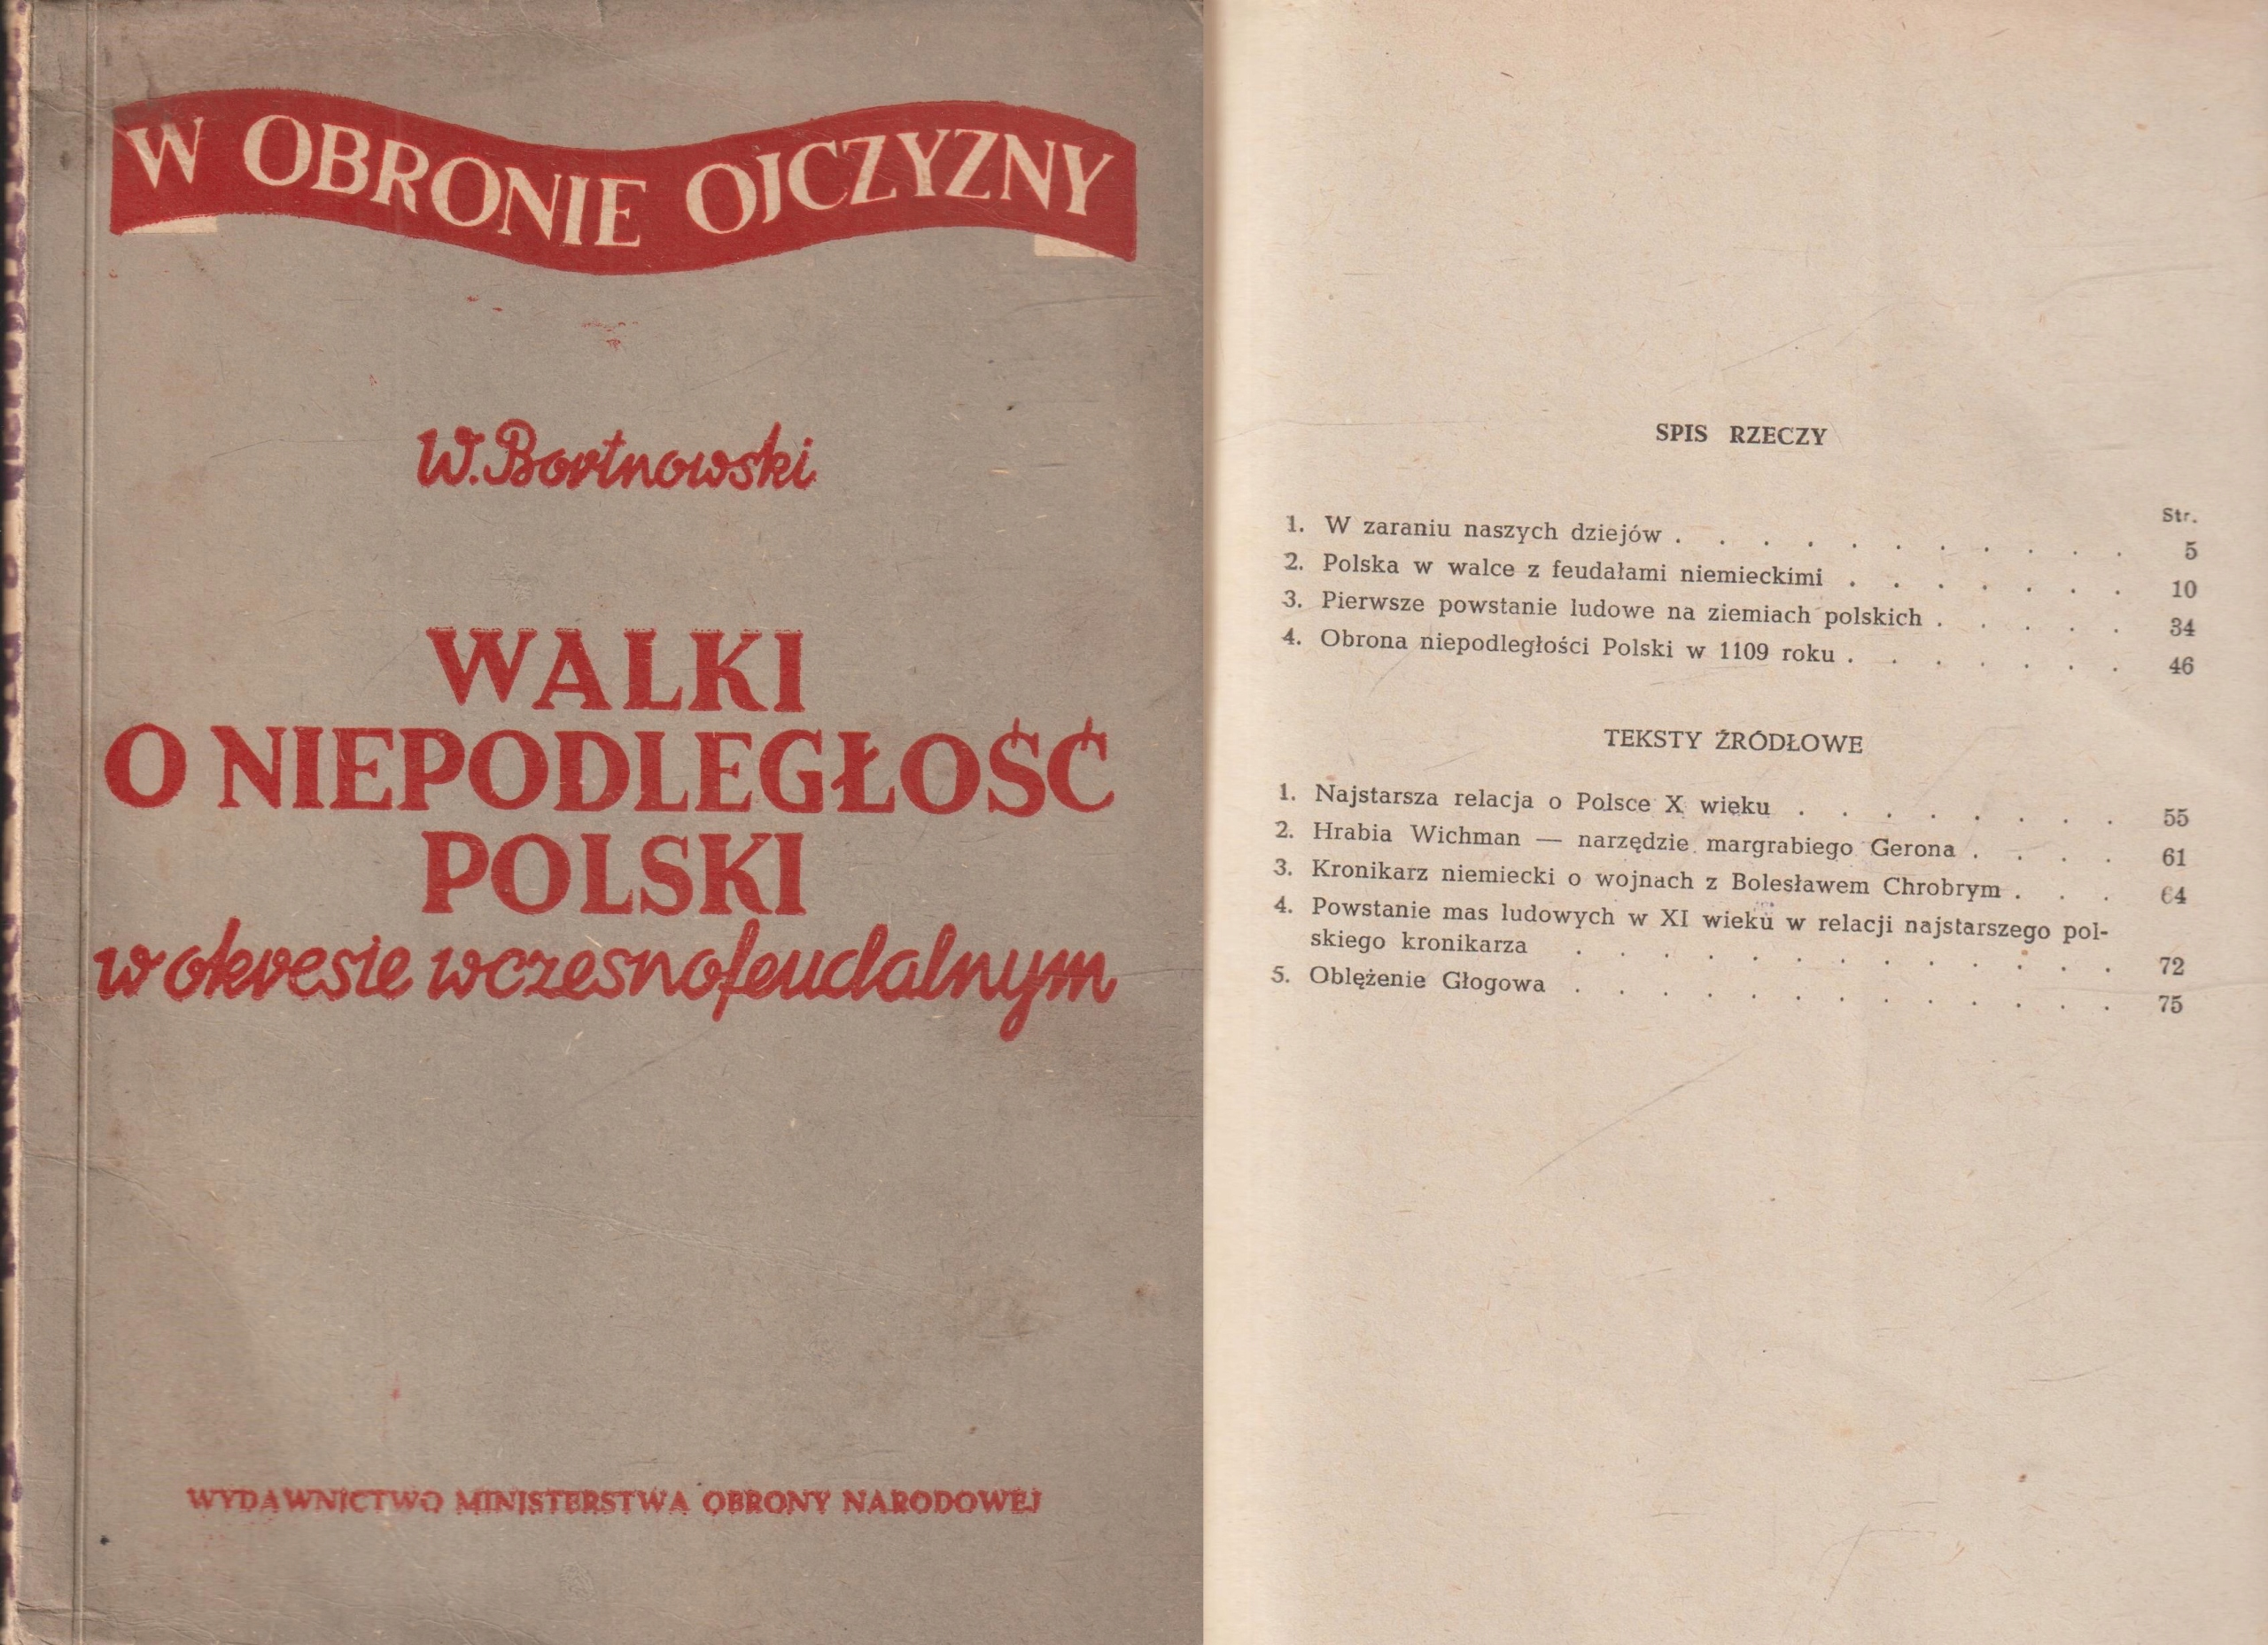 W OBRONIE OJCZYZNY
W. Bortnowski
WALKI
O NIEPODLEGŁOŚĆ
POLSKI
w okresie wczesnofeudalnym
WYDAWNICTWO MINISTERSTWA OBRONY NARODOWEJ
SPIS RZECZY
Str.
1. W zaraniu naszych dziejów . . . . . . . . . . . 5
2. Polska w walce z feudałami niemieckimi . . . . . . . 10
3. Pierwsze powstanie ludowe na ziemiach polskich . . . . . 34
4. Obrona niepodległości Polski w 1109 roku . . . . . . . 46
TEKSTY ŹRÓDŁOWE
1. Najstarsza relacja o Polsce X wieku . . . . . . . . 55
2. Hrabia Wichman — narzędzie margrabiego Gerona . . . . 61
3. Kronikarz niemiecki o wojnach z Bolesławem Chrobrym . . . 64
4. Powstanie mas ludowych w XI wieku w relacji najstarszego pol-
skiego kronikarza . . . . . . . . . . . . . 72
5. Oblężenie Głogowa . . . . . . . . . . . . . 75